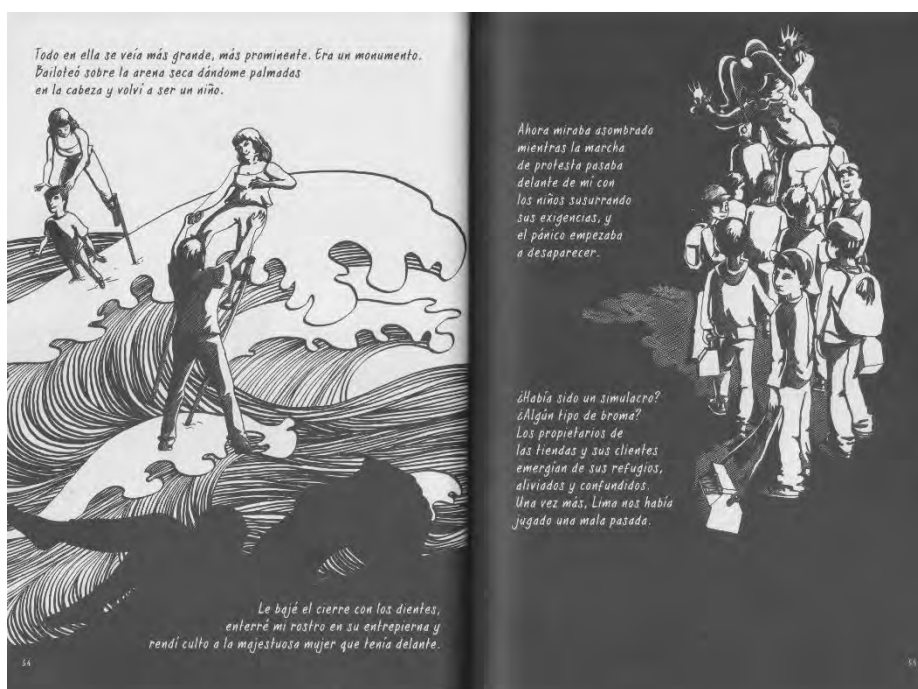 Todo en ella se veía más grande, más prominente. Era un monumento.
Bailoteó sobre la arena seca dándome palmadas
en la cabeza y volví a ser un niño.
Le bajé el cierre con los dientes,
enterré mi rostro en su entrepierna y
rendí culto a la majestuosa mujer que tenía delante.
54
Ahora miraba asombrado
mientras la marcha
de protesta pasaba
delante de mí con
los niños susurrando
sus exigencias, y
el pánico empezaba
a desaparecer.
¿Había sido un simulacro?
¿Algún tipo de broma?
Los propietarios de
las tiendas y sus clientes
emergían de sus refugios,
aliviados y confundidos.
Una vez más, Lima nos había
jugado una mala pasada.
55